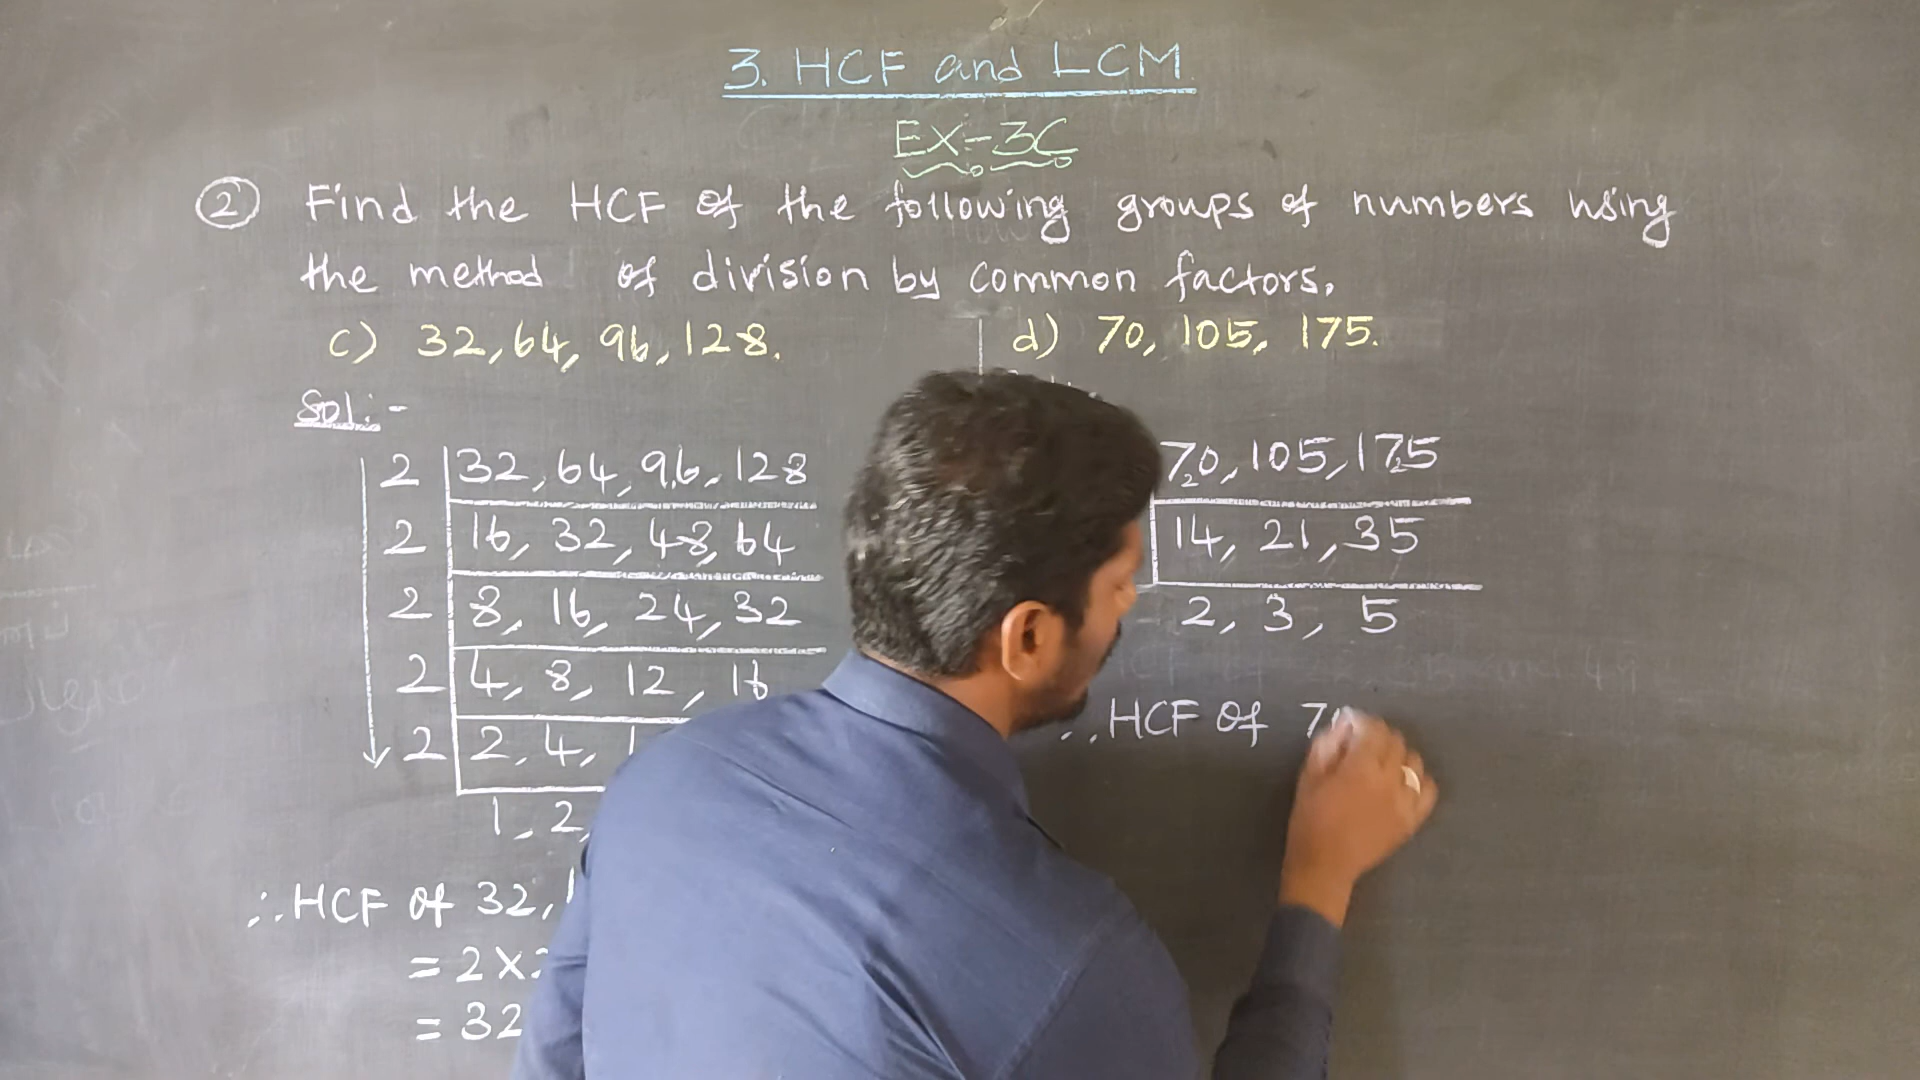 3. HCF and LCM
EX-3C
2 Find the HCF of the following groups of numbers using
the method of division by common factors.
c) 32, 64, 96, 128.
d) 70, 105, 175.
Sol:-
2 32, 64, 96, 128
2 16, 32, 48, 64
2 8, 16, 24, 32
2 4, 8, 12, 16
2 2, 4,
1, 2,
∴ HCF of 32,
= 2 X
= 32
70, 105, 175
14, 21, 35
2, 3, 5
∴ HCF of 70